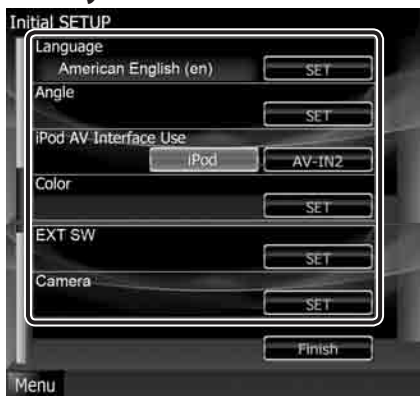 Initial SETUP
Language
American English (en) SET
Angle
SET
iPod AV Interface Use
iPod AV-IN2
Color
SET
EXT SW
SET
Camera
SET
Finish
Menu